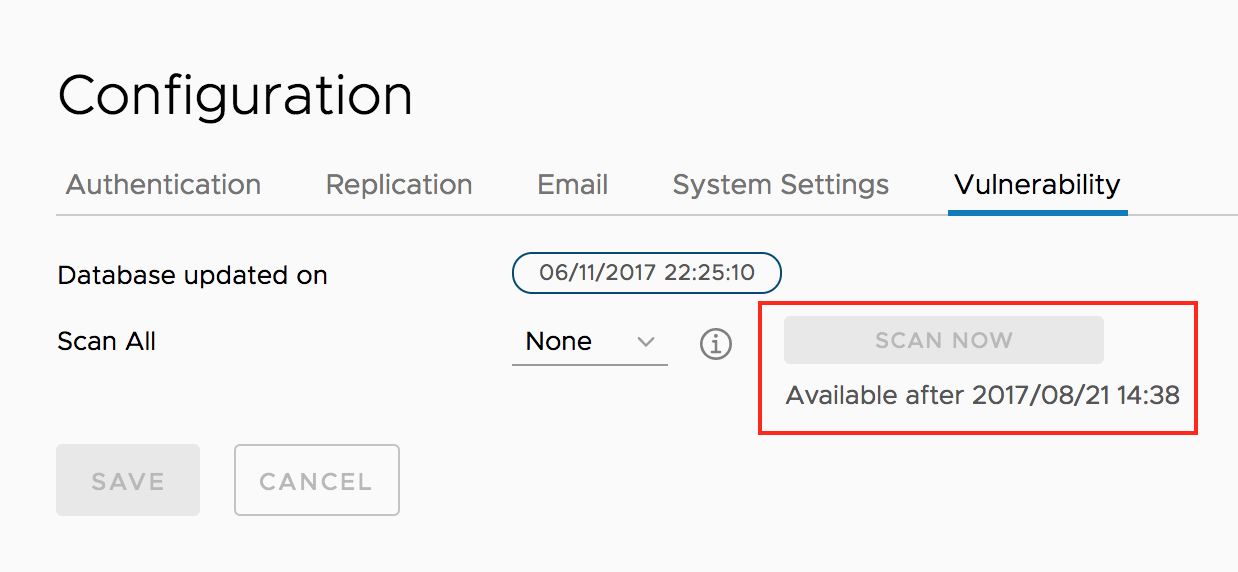 Configuration
Authentication Replication Email System Settings Vulnerability
Database updated on 06/11/2017 22:25:10
Scan All None SCAN NOW
Available after 2017/08/21 14:38
SAVE CANCEL